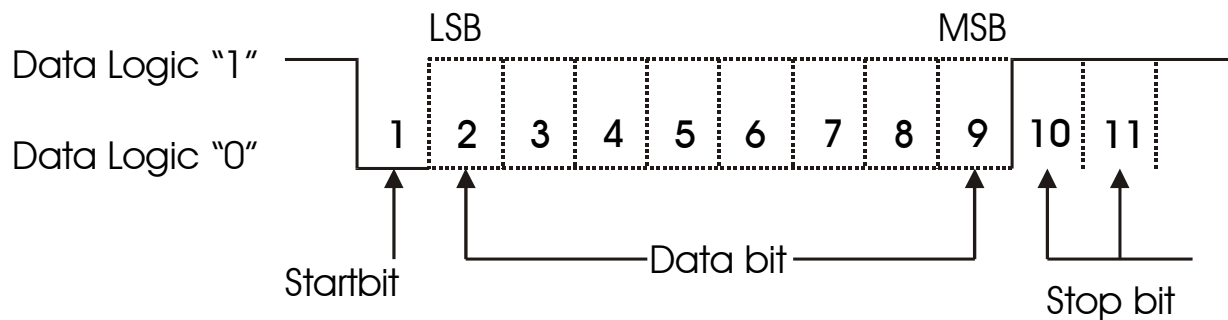 LSB MSB
Data Logic “1”
1 2 3 4 5 6 7 8 9 10 11
Data Logic “0”
Data bit
Startbit
Stop bit